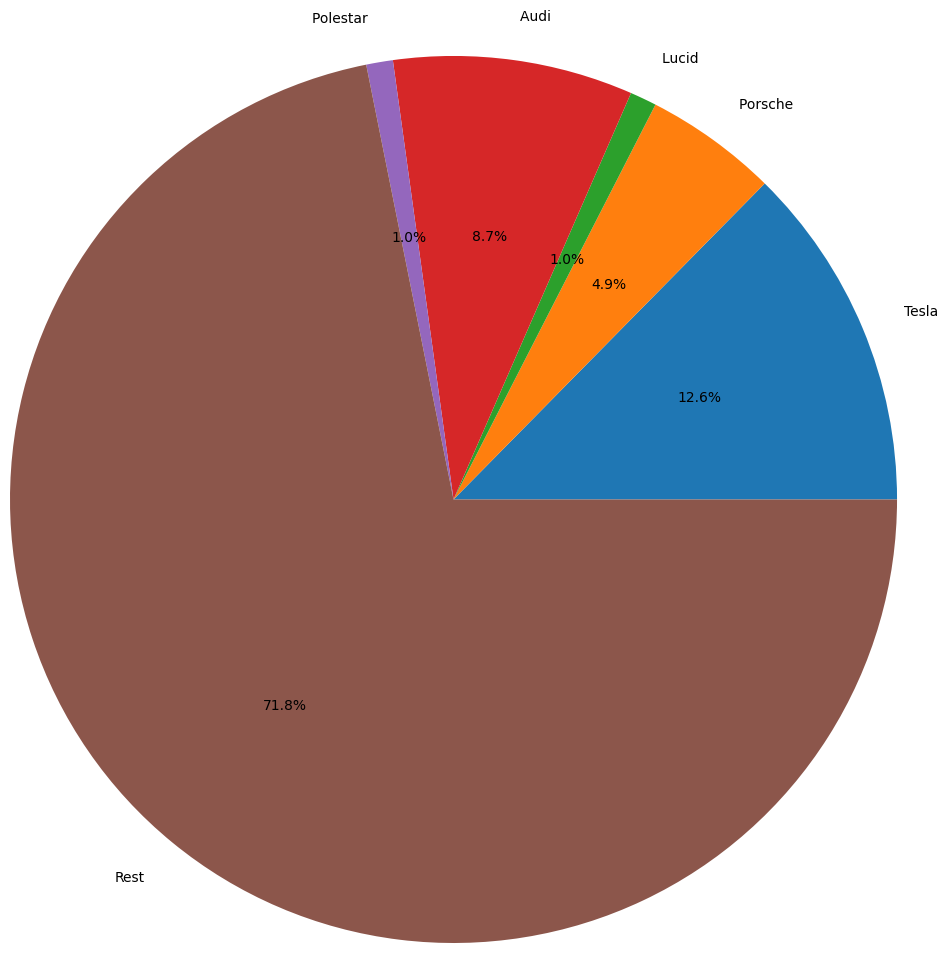 Polestar
Audi
Lucid
Porsche
Tesla
1.0%
8.7%
1.0%
4.9%
12.6%
71.8%
Rest